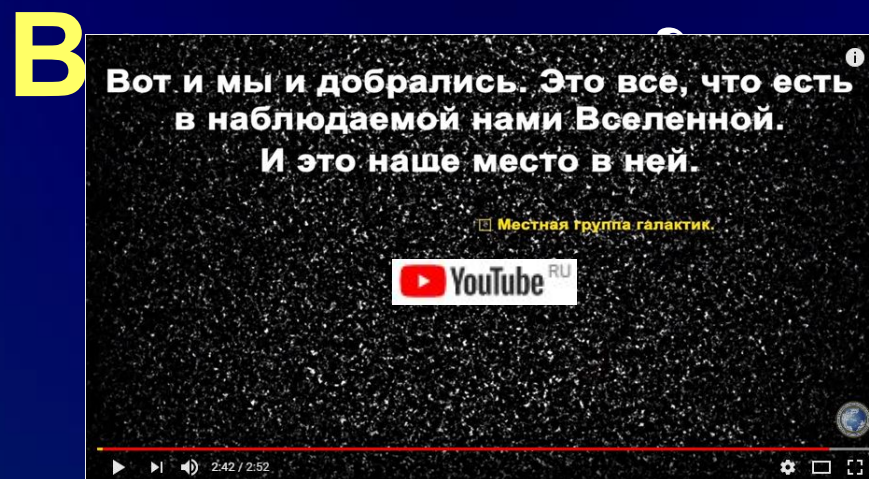 В
Вот и мы и добрались. Это все, что есть
в наблюдаемой нами Вселенной.
И это наше место в ней.
Местная группа галактик.
YouTube RU
2:42 / 2:52